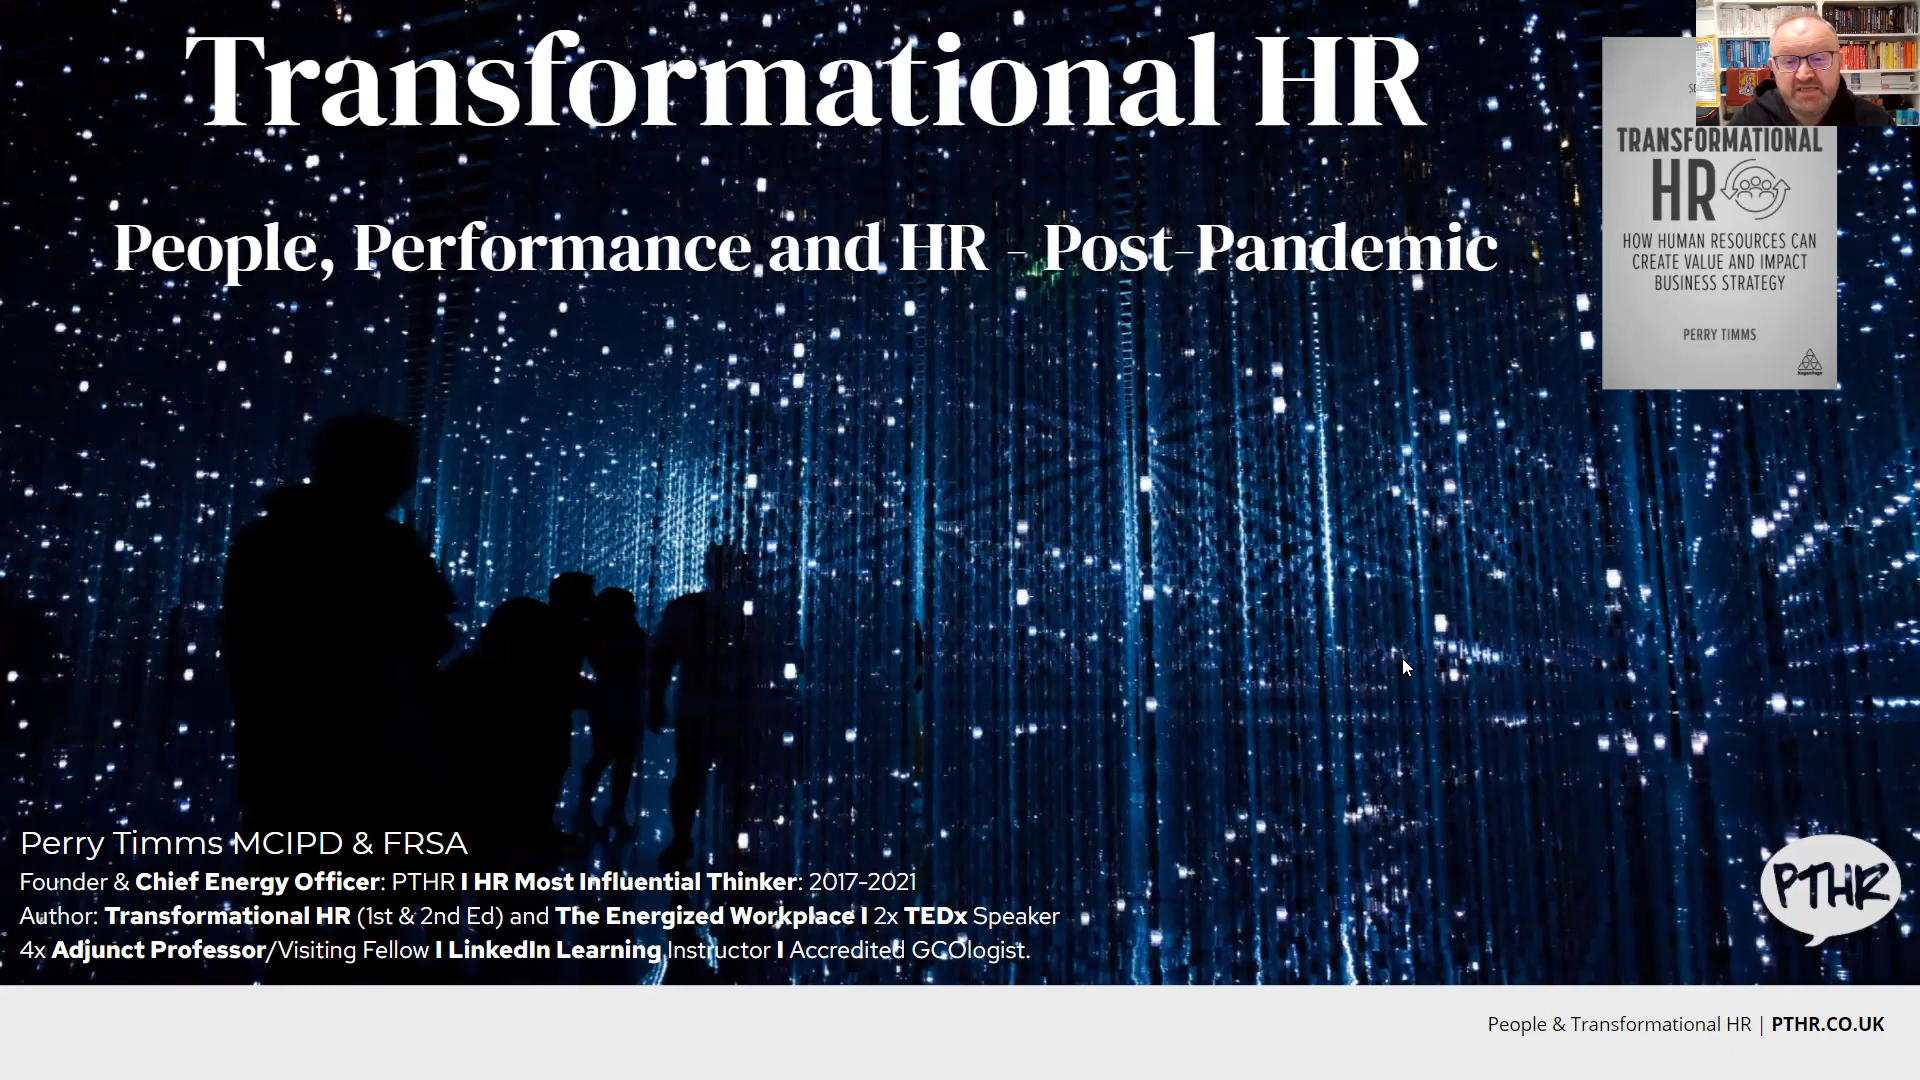 Transformational HR
People, Performance and HR - Post-Pandemic
TRANSFORMATIONAL
HR
HOW HUMAN RESOURCES CAN
CREATE VALUE AND IMPACT
BUSINESS STRATEGY
PERRY TIMMS
KoganPage
Perry Timms MCIPD & FRSA
Founder & Chief Energy Officer: PTHR I HR Most Influential Thinker: 2017-2021
Author: Transformational HR (1st & 2nd Ed) and The Energized Workplace I 2x TEDx Speaker
4x Adjunct Professor/Visiting Fellow I LinkedIn Learning Instructor I Accredited GCOlogist.
PTHR
People & Transformational HR | PTHR.CO.UK